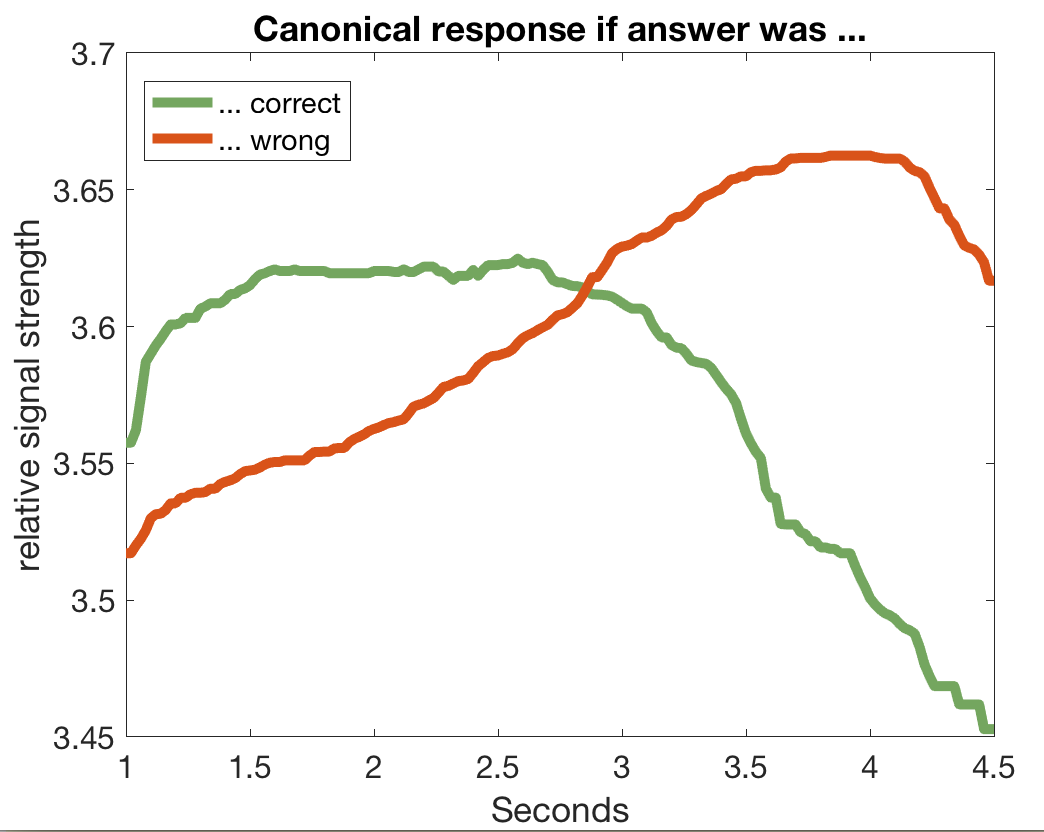 Canonical response if answer was ...
3.7
... correct
... wrong
3.65
3.6
3.55
3.5
3.45
relative signal strength
1 1.5 2 2.5 3 3.5 4 4.5
Seconds